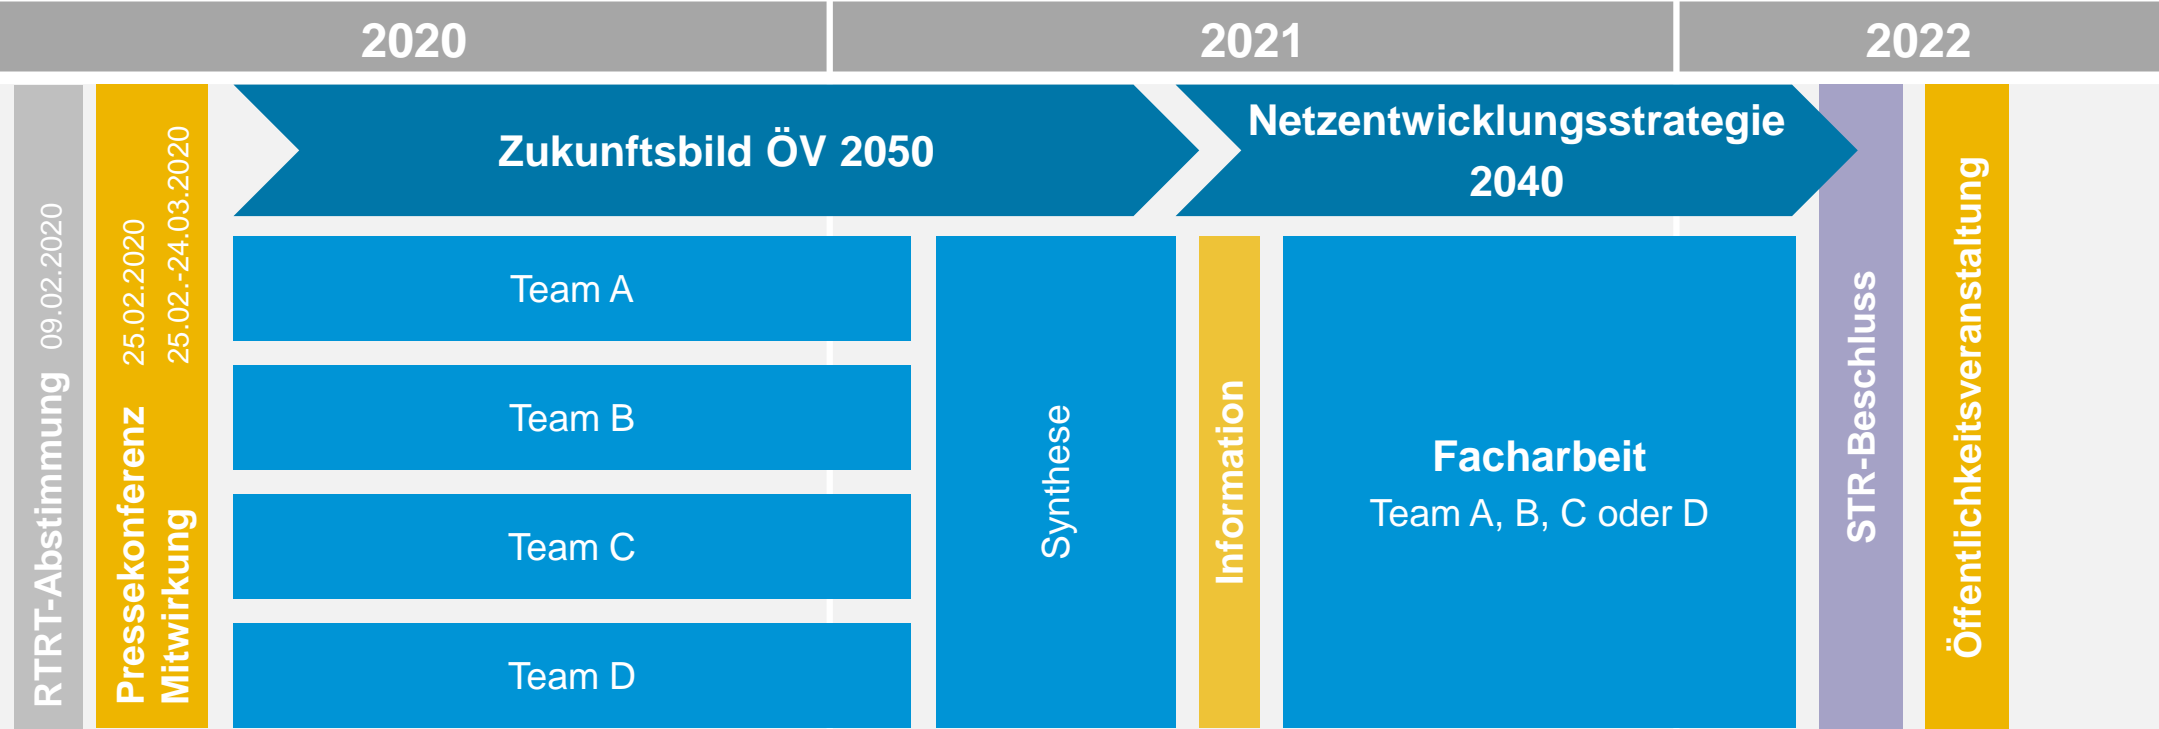 2020
2021
2022
RTRT-Abstimmung 09.02.2020
Pressekonferenz 25.02.2020
Mitwirkung 25.02.-24.03.2020
Zukunftsbild ÖV 2050
Team A
Team B
Team C
Team D
Synthese
Netzentwicklungsstrategie
2040
Information
Facharbeit
Team A, B, C oder D
STR-Beschluss
Öffentlichkeitsveranstaltung